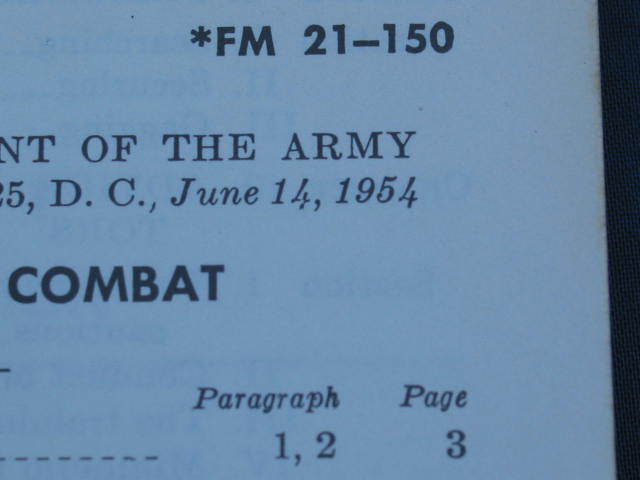 *FM 21-150
NT OF THE ARMY
25, D. C., June 14, 1954
COMBAT
Paragraph Page
1, 2 3